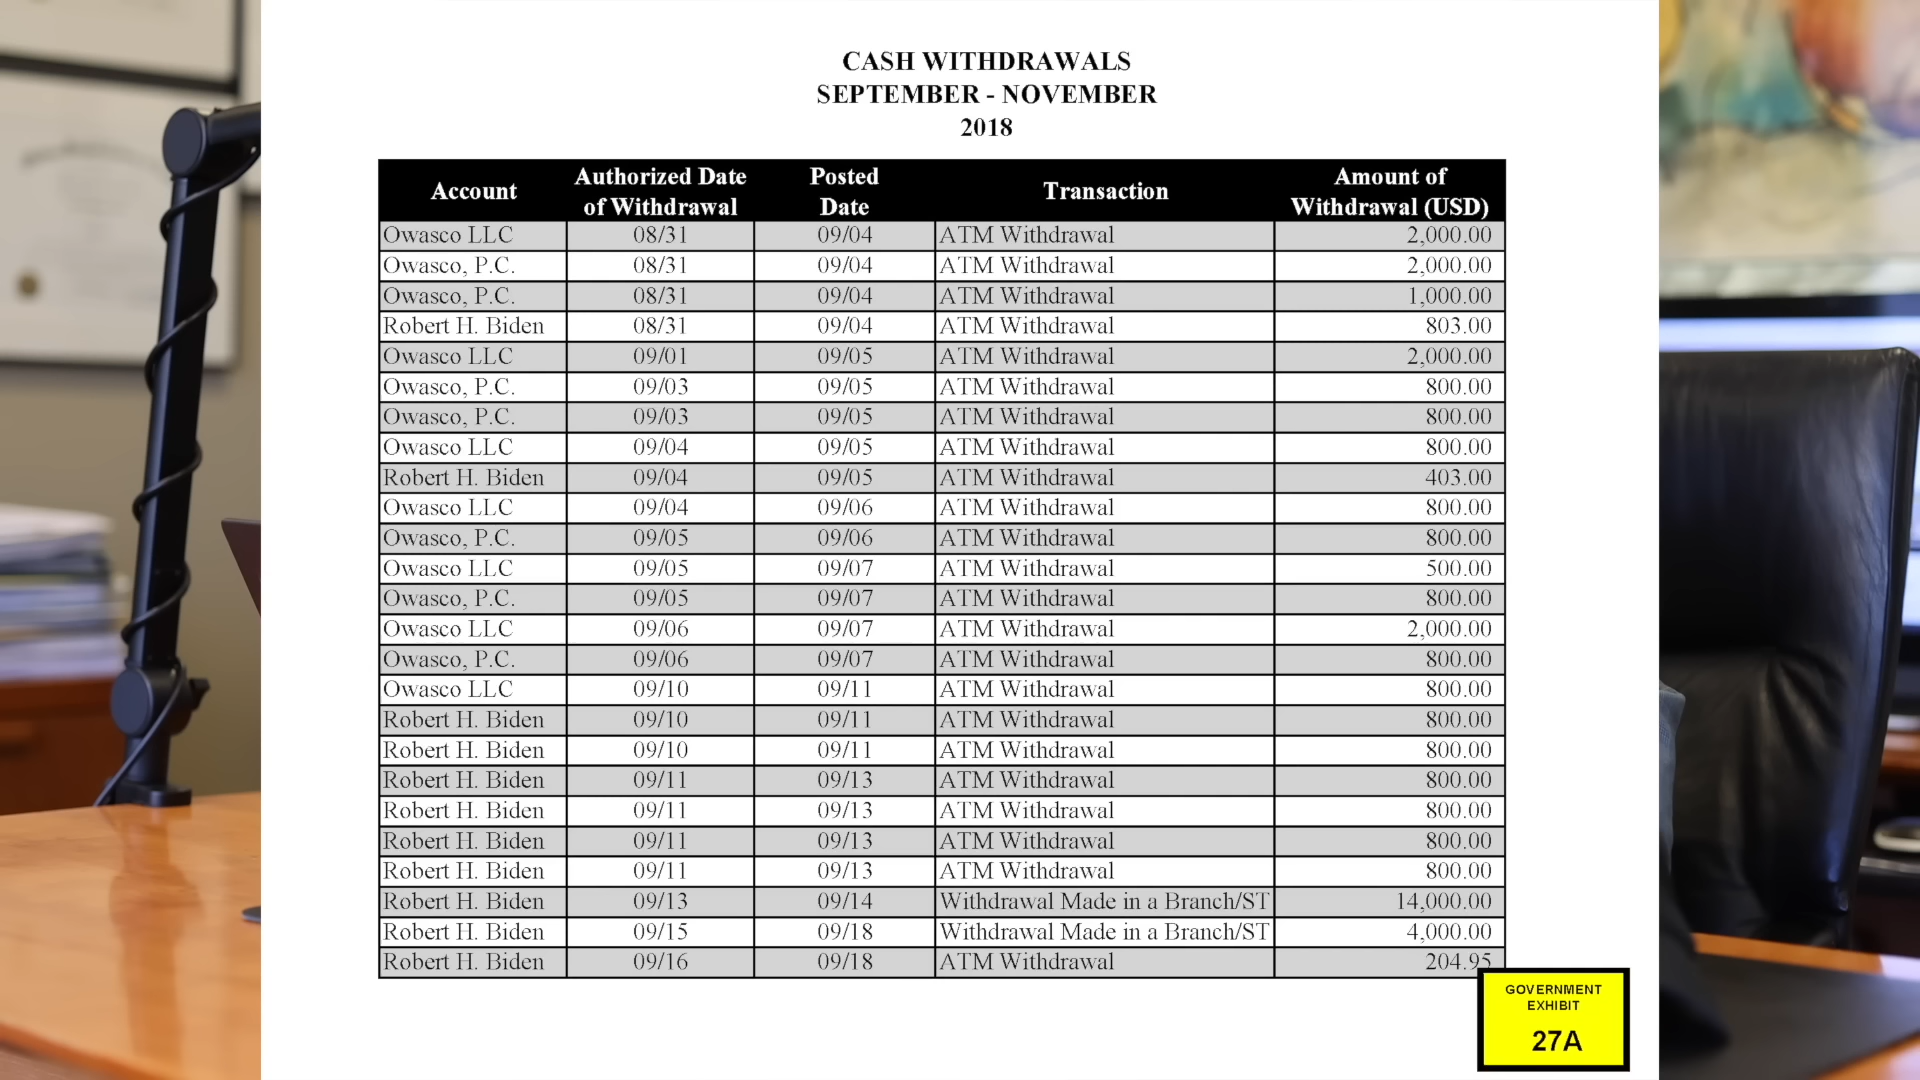 CASH WITHDRAWALS
SEPTEMBER - NOVEMBER
2018
Account Authorized Date of Withdrawal Posted Date Transaction Amount of Withdrawal (USD)
Owasco LLC 08/31 09/04 ATM Withdrawal 2,000.00
Owasco, P.C. 08/31 09/04 ATM Withdrawal 2,000.00
Owasco, P.C. 08/31 09/04 ATM Withdrawal 1,000.00
Robert H. Biden 08/31 09/04 ATM Withdrawal 803.00
Owasco LLC 09/01 09/05 ATM Withdrawal 2,000.00
Owasco, P.C. 09/03 09/05 ATM Withdrawal 800.00
Owasco, P.C. 09/03 09/05 ATM Withdrawal 800.00
Owasco LLC 09/04 09/05 ATM Withdrawal 800.00
Robert H. Biden 09/04 09/05 ATM Withdrawal 403.00
Owasco LLC 09/04 09/06 ATM Withdrawal 800.00
Owasco, P.C. 09/05 09/06 ATM Withdrawal 800.00
Owasco LLC 09/05 09/07 ATM Withdrawal 500.00
Owasco, P.C. 09/05 09/07 ATM Withdrawal 800.00
Owasco LLC 09/06 09/07 ATM Withdrawal 2,000.00
Owasco, P.C. 09/06 09/07 ATM Withdrawal 800.00
Owasco LLC 09/10 09/11 ATM Withdrawal 800.00
Robert H. Biden 09/10 09/11 ATM Withdrawal 800.00
Robert H. Biden 09/10 09/11 ATM Withdrawal 800.00
Robert H. Biden 09/11 09/13 ATM Withdrawal 800.00
Robert H. Biden 09/11 09/13 ATM Withdrawal 800.00
Robert H. Biden 09/11 09/13 ATM Withdrawal 800.00
Robert H. Biden 09/11 09/13 ATM Withdrawal 800.00
Robert H. Biden 09/13 09/14 Withdrawal Made in a Branch/ST 14,000.00
Robert H. Biden 09/15 09/18 Withdrawal Made in a Branch/ST 4,000.00
Robert H. Biden 09/16 09/18 ATM Withdrawal 204.95
GOVERNMENT
EXHIBIT
27A